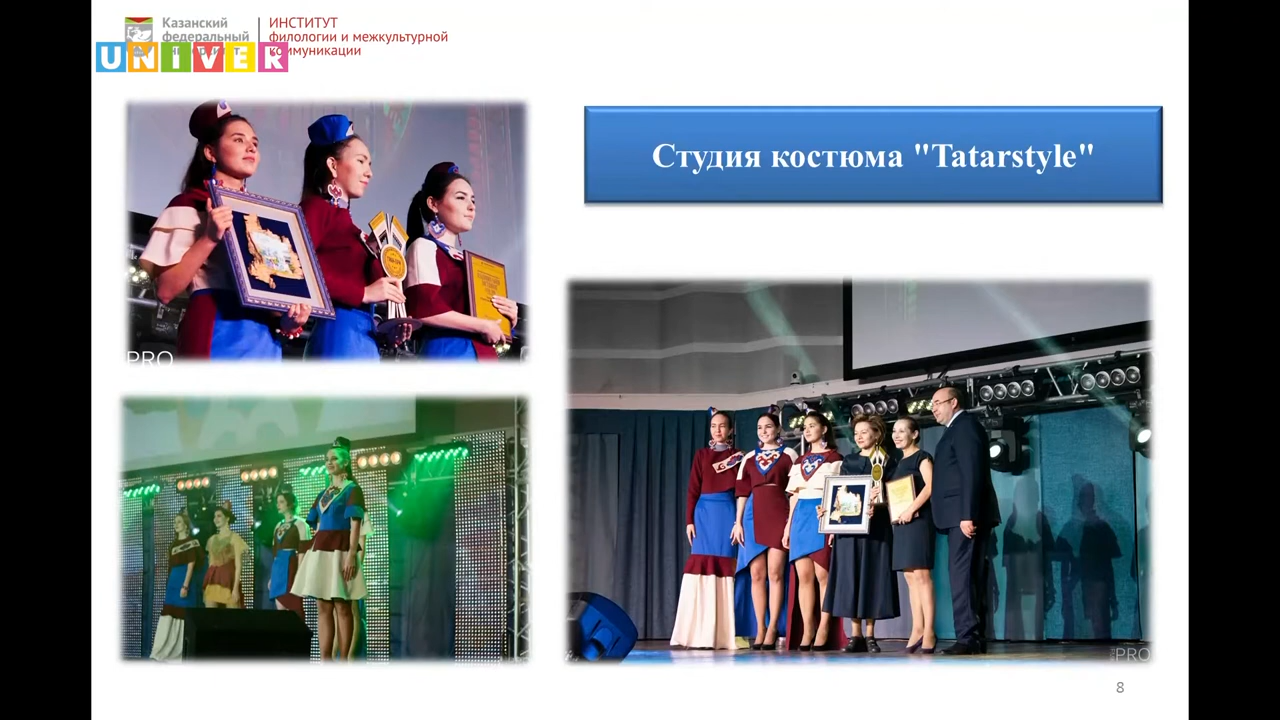 Казанский
федеральный
ИНСТИТУТ
филологии и межкультурной
коммуникации
UNIVER
Студия костюма "Tatarstyle"
PRO
PRO
8